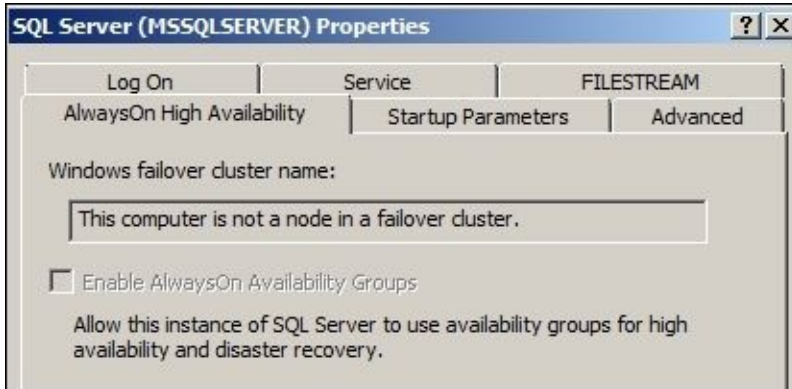 SQL Server (MSSQLSERVER) Properties
? X
Log On Service FILESTREAM
AlwaysOn High Availability Startup Parameters Advanced
Windows failover cluster name:
This computer is not a node in a failover cluster.
Enable AlwaysOn Availability Groups
Allow this instance of SQL Server to use availability groups for high
availability and disaster recovery.